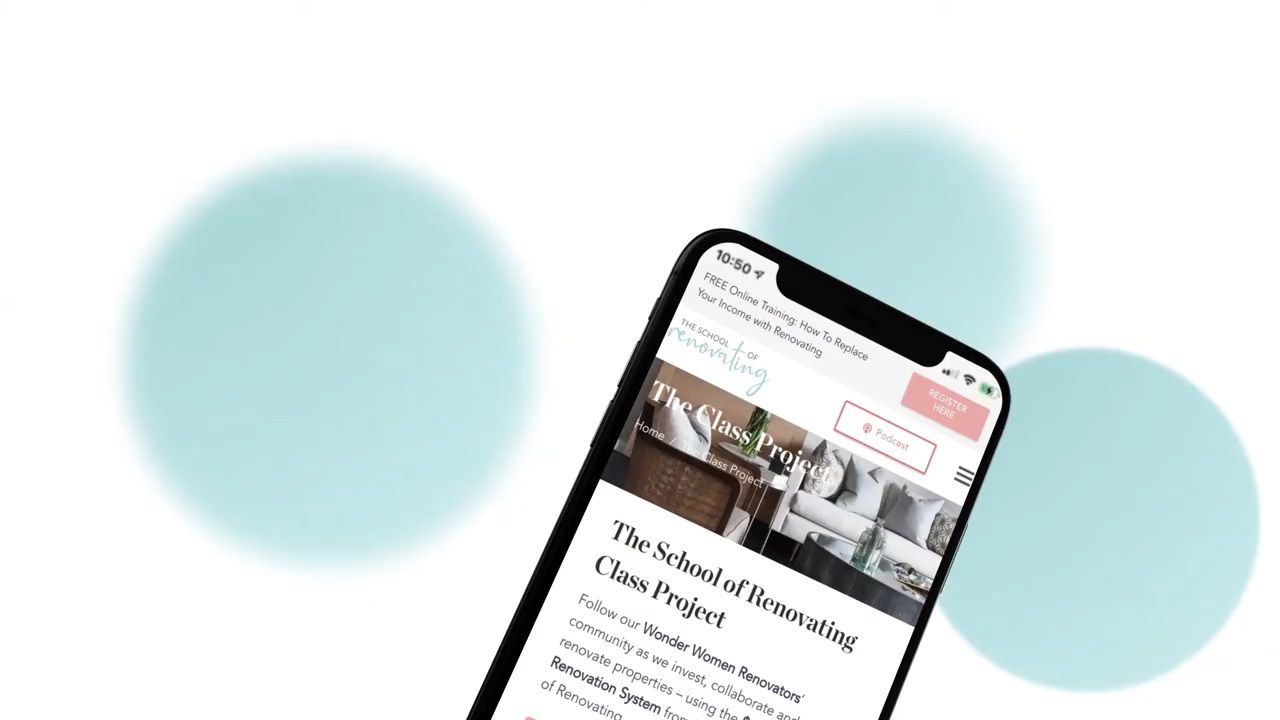 10:50
FREE Online Training: How To Replace
Your Income with Renovating
REGISTER
HERE
THE SCHOOL OF
renovating
Podcast
The Class Project
Home / The Class Project
The School of Renovating
Class Project
Follow our Wonder Women Renovators'
community as we invest, collaborate and
renovate properties – using the
Renovation System from
of Renovating